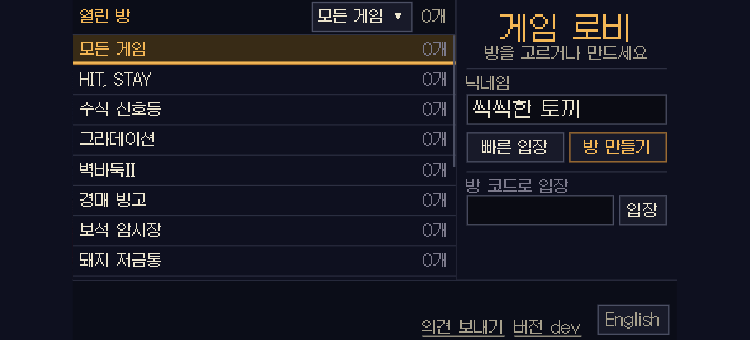 열린 방 모든 게임 ▼ 0개
모든 게임 0개
HIT, STAY 0개
주식 신호등 0개
그라데이션 0개
벽바둑II 0개
경매 빙고 0개
보석 암시장 0개
돼지 저금통 0개
게임 로비
방을 고르거나 만드세요
닉네임
씩씩한 토끼
빠른 입장 방 만들기
방 코드로 입장
입장
의견 보내기 버전 dev English